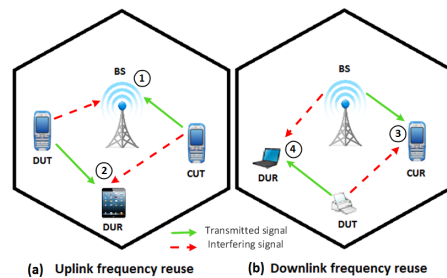 BS
1
DUT
2
CUT
DUR
BS
3
4
DUR
CUR
DUT
Transmitted signal
Interfering signal
(a) Uplink frequency reuse
(b) Downlink frequency reuse